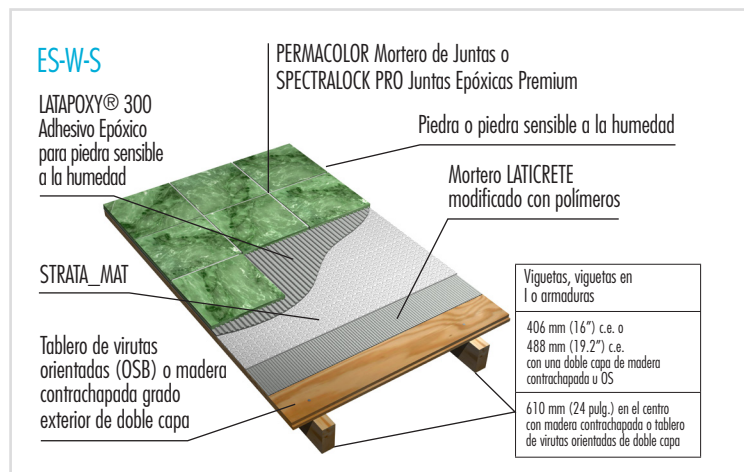 ES-W-S
LATAPOXY® 300
Adhesivo Epóxico
para piedra sensible
a la humedad
PERMACOLOR Mortero de Juntas o
SPECTRALOCK PRO Juntas Epóxicas Premium
Piedra o piedra sensible a la humedad
Mortero LATICRETE
modificado con polímeros
STRATA_MAT
Tablero de virutas
orientadas (OSB) o madera
contrachapada grado
exterior de doble capa
Viguetas, viguetas en
I o armaduras
406 mm (16”) c.e. o
488 mm (19.2”) c.e.
con una doble capa de madera
contrachapada u OS
610 mm (24 pulg.) en el centro
con madera contrachapada o tablero
de virutas orientadas de doble capa